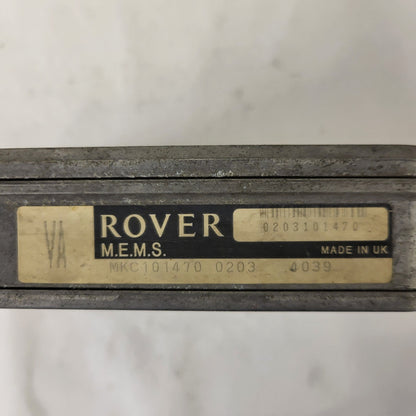 VA
ROVER
0203101470
M.E.M.S.
MADE IN UK
MKC101470 0203 4039